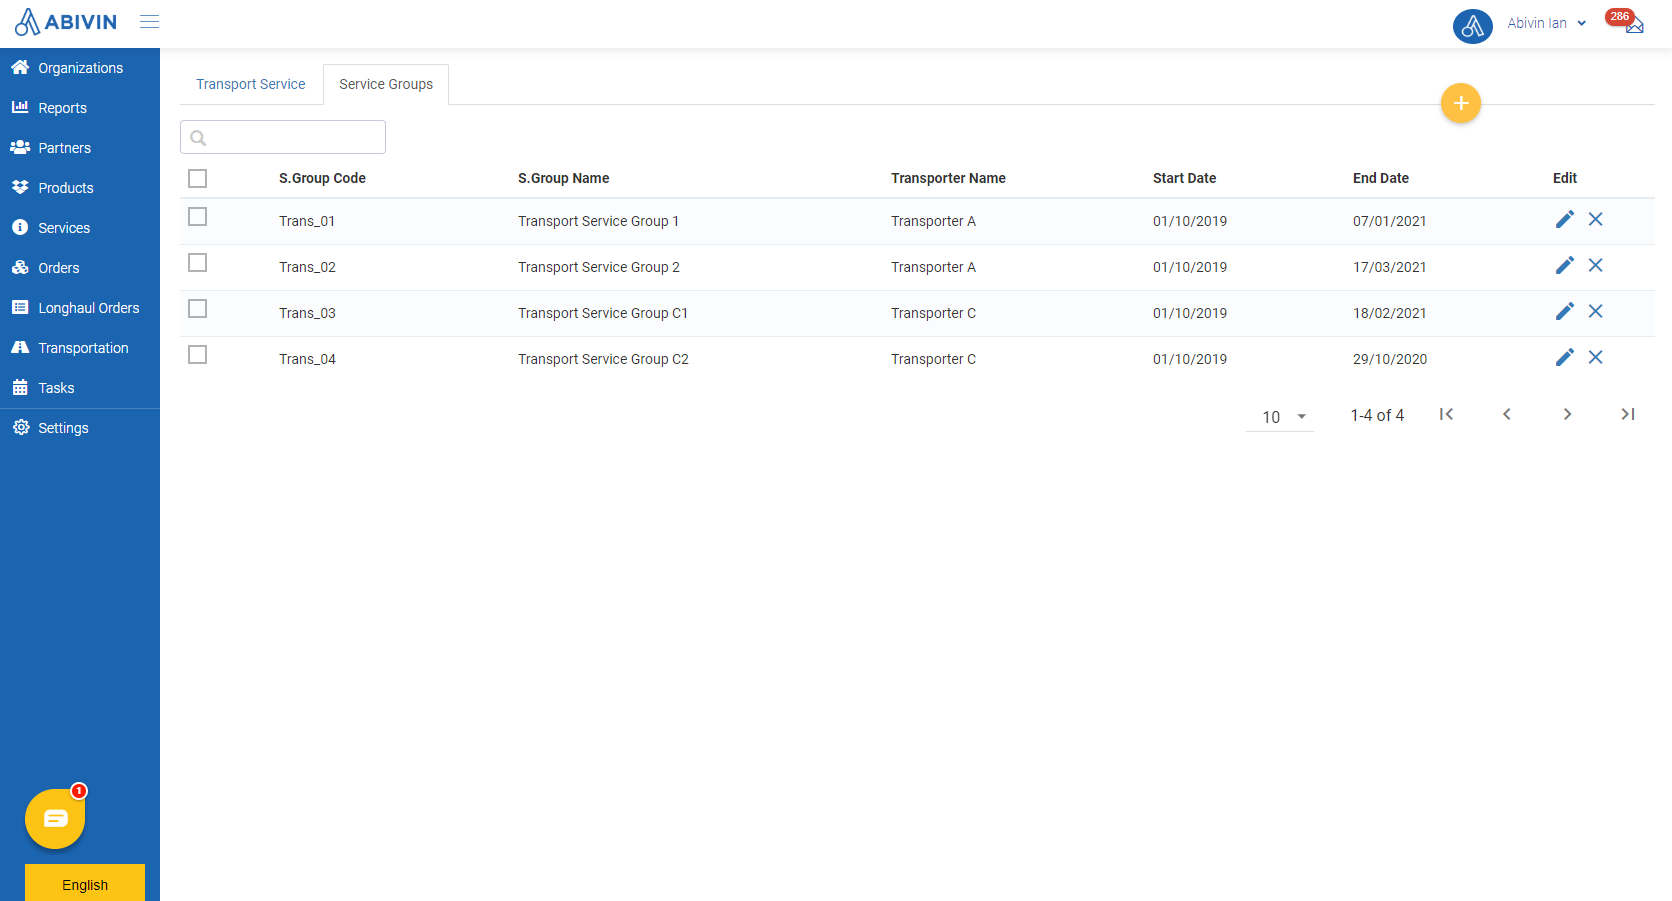 ABIVIN
Abivin Ian
286
Organizations
Reports
Partners
Products
Services
Orders
Longhaul Orders
Transportation
Tasks
Settings
1
English
Transport Service
Service Groups
+
S.Group Code S.Group Name Transporter Name Start Date End Date Edit
Trans_01 Transport Service Group 1 Transporter A 01/10/2019 07/01/2021
Trans_02 Transport Service Group 2 Transporter A 01/10/2019 17/03/2021
Trans_03 Transport Service Group C1 Transporter C 01/10/2019 18/02/2021
Trans_04 Transport Service Group C2 Transporter C 01/10/2019 29/10/2020
10 1-4 of 4